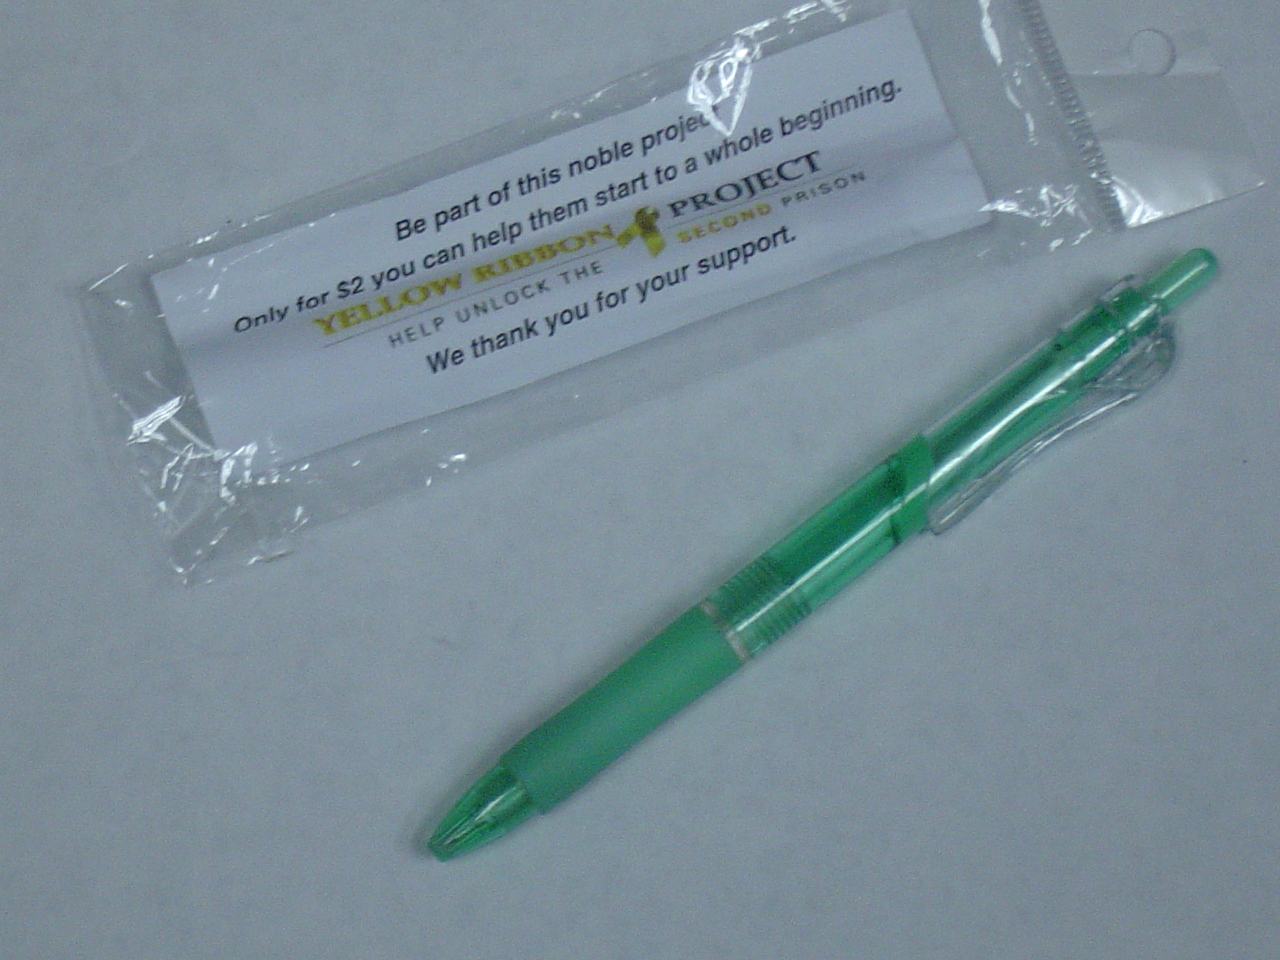 Be part of this noble project
Only for $2 you can help them start to a whole beginning.
YELLOW RIBBON PROJECT
HELP UNLOCK THE SECOND PRISON
We thank you for your support.